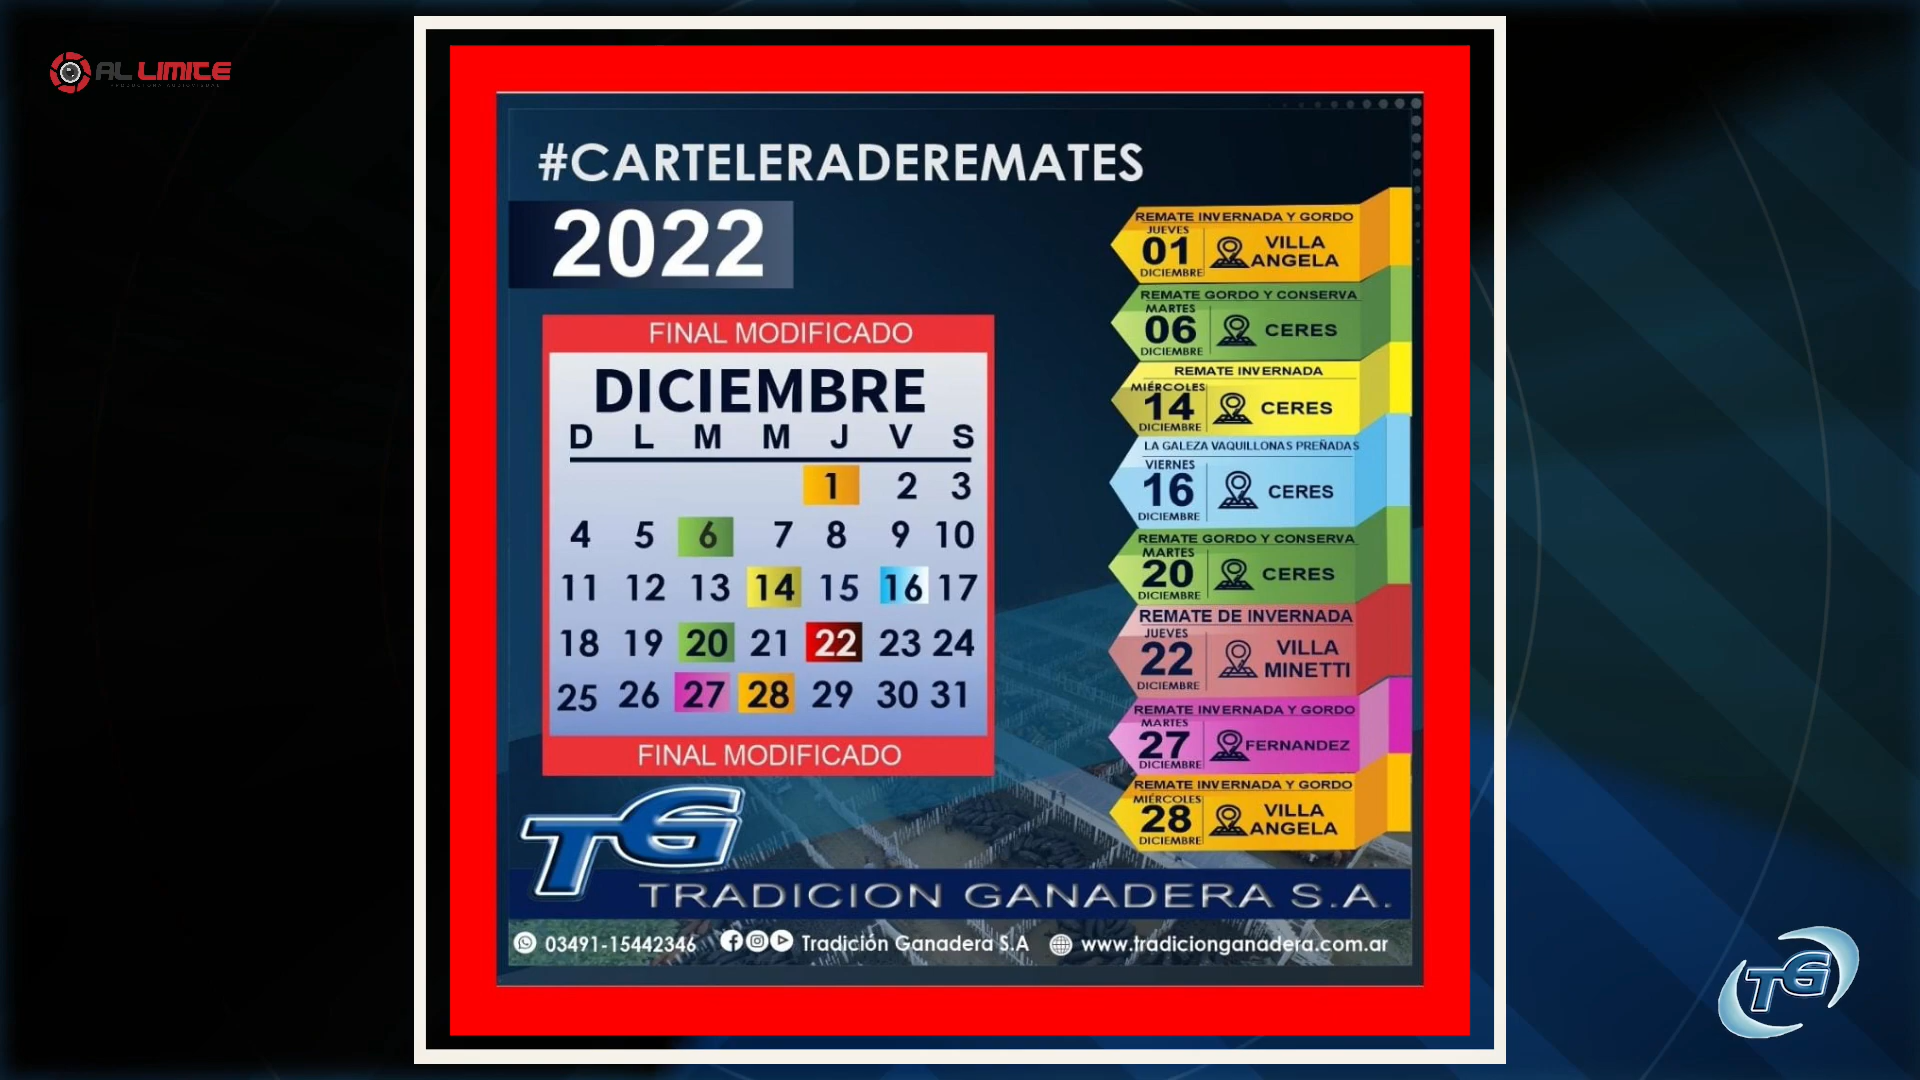 AL LIMITE
#CARTELERADEREMATES
2022
FINAL MODIFICADO
DICIEMBRE
D L M M J V S
1 2 3
4 5 6 7 8 9 10
11 12 13 14 15 16 17
18 19 20 21 22 23 24
25 26 27 28 29 30 31
FINAL MODIFICADO
REMATE INVERNADA Y GORDO
JUEVES
01
DICIEMBRE
VILLA
ANGELA
REMATE GORDO Y CONSERVA
MARTES
06
DICIEMBRE
CERES
REMATE INVERNADA
MIÉRCOLES
14
DICIEMBRE
CERES
LA GALEZA VAQUILLONAS PREÑADAS
VIERNES
16
DICIEMBRE
CERES
REMATE GORDO Y CONSERVA
MARTES
20
DICIEMBRE
CERES
REMATE DE INVERNADA
JUEVES
22
DICIEMBRE
VILLA
MINETTI
REMATE INVERNADA Y GORDO
MARTES
27
DICIEMBRE
FERNANDEZ
REMATE INVERNADA Y GORDO
MIÉRCOLES
28
DICIEMBRE
VILLA
ANGELA
TG
TRADICION GANADERA S.A.
03491-15442346 Tradición Ganadera S.A www.tradicionganadera.com.ar
TG